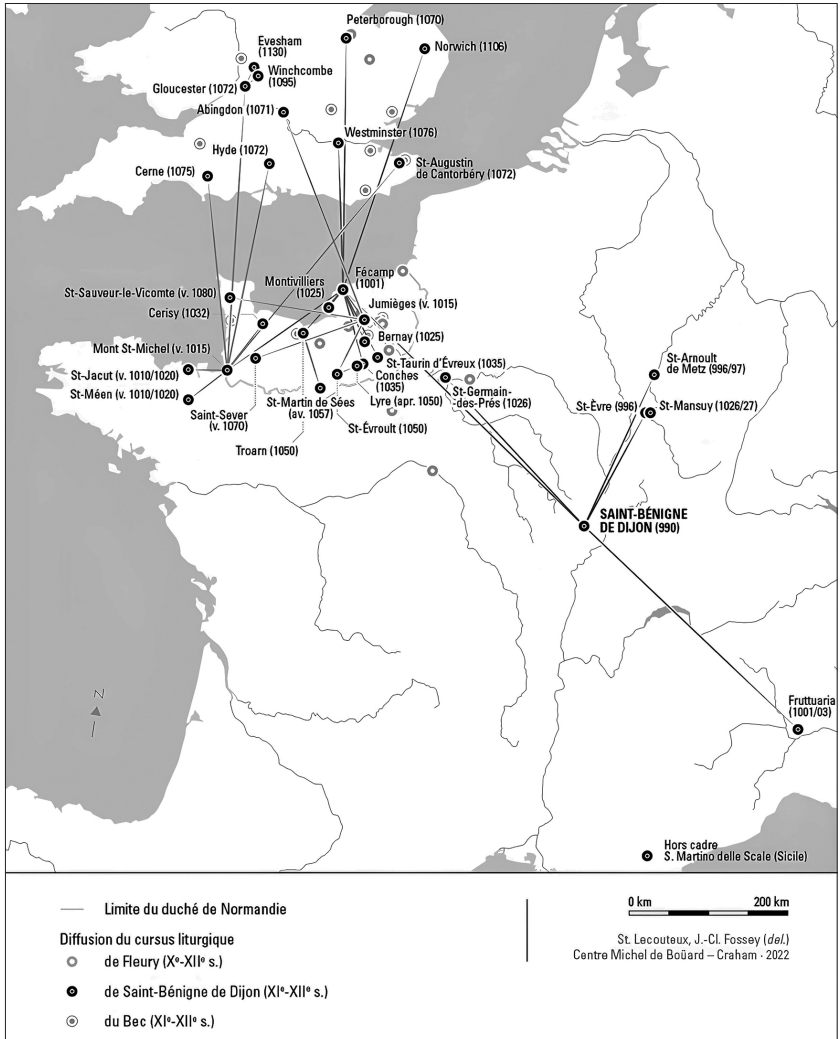 Peterborough (1070)
Evesham
(1130)
Norwich (1106)
Winchcombe
(1095)
Gloucester (1072)
Abingdon (1071)
Westminster (1076)
Hyde (1072)
St-Augustin
de Cantorbéry (1072)
Cerne (1075)
Fécamp
(1001)
Montivilliers
(1025)
St-Sauveur-le-Vicomte (v. 1080)
Jumièges (v. 1015)
Cerisy (1032)
Bernay (1025)
Mont St-Michel (v. 1015)
St-Taurin d'Évreux (1035)
St-Arnoult
de Metz (996/97)
St-Jacut (v. 1010/1020)
Conches
(1035)
St-Germain-
des-Prés (1026)
St-Méen (v. 1010/1020)
Lyre (apr. 1050)
St-Èvre (996)
St-Mansuy (1026/27)
Saint-Sever
(v. 1070)
St-Martin de Sées
(av. 1057)
St-Évroult (1050)
Troarn (1050)
SAINT-BÉNIGNE
DE DIJON (990)
N
Fruttuaria
(1001/03)
Hors cadre
S. Martino delle Scale (Sicile)
Limite du duché de Normandie
Diffusion du cursus liturgique
de Fleury (Xe-XIIe s.)
de Saint-Bénigne de Dijon (XIe-XIIe s.)
du Bec (XIe-XIIe s.)
0 km 200 km
St. Lecouteux, J.-Cl. Fossey (del.)
Centre Michel de Boüard – Craham · 2022